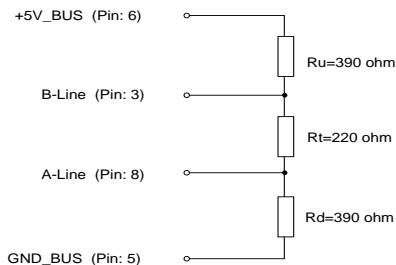 +5V_BUS (Pin: 6)
Ru=390 ohm
B-Line (Pin: 3)
Rt=220 ohm
A-Line (Pin: 8)
Rd=390 ohm
GND_BUS (Pin: 5)